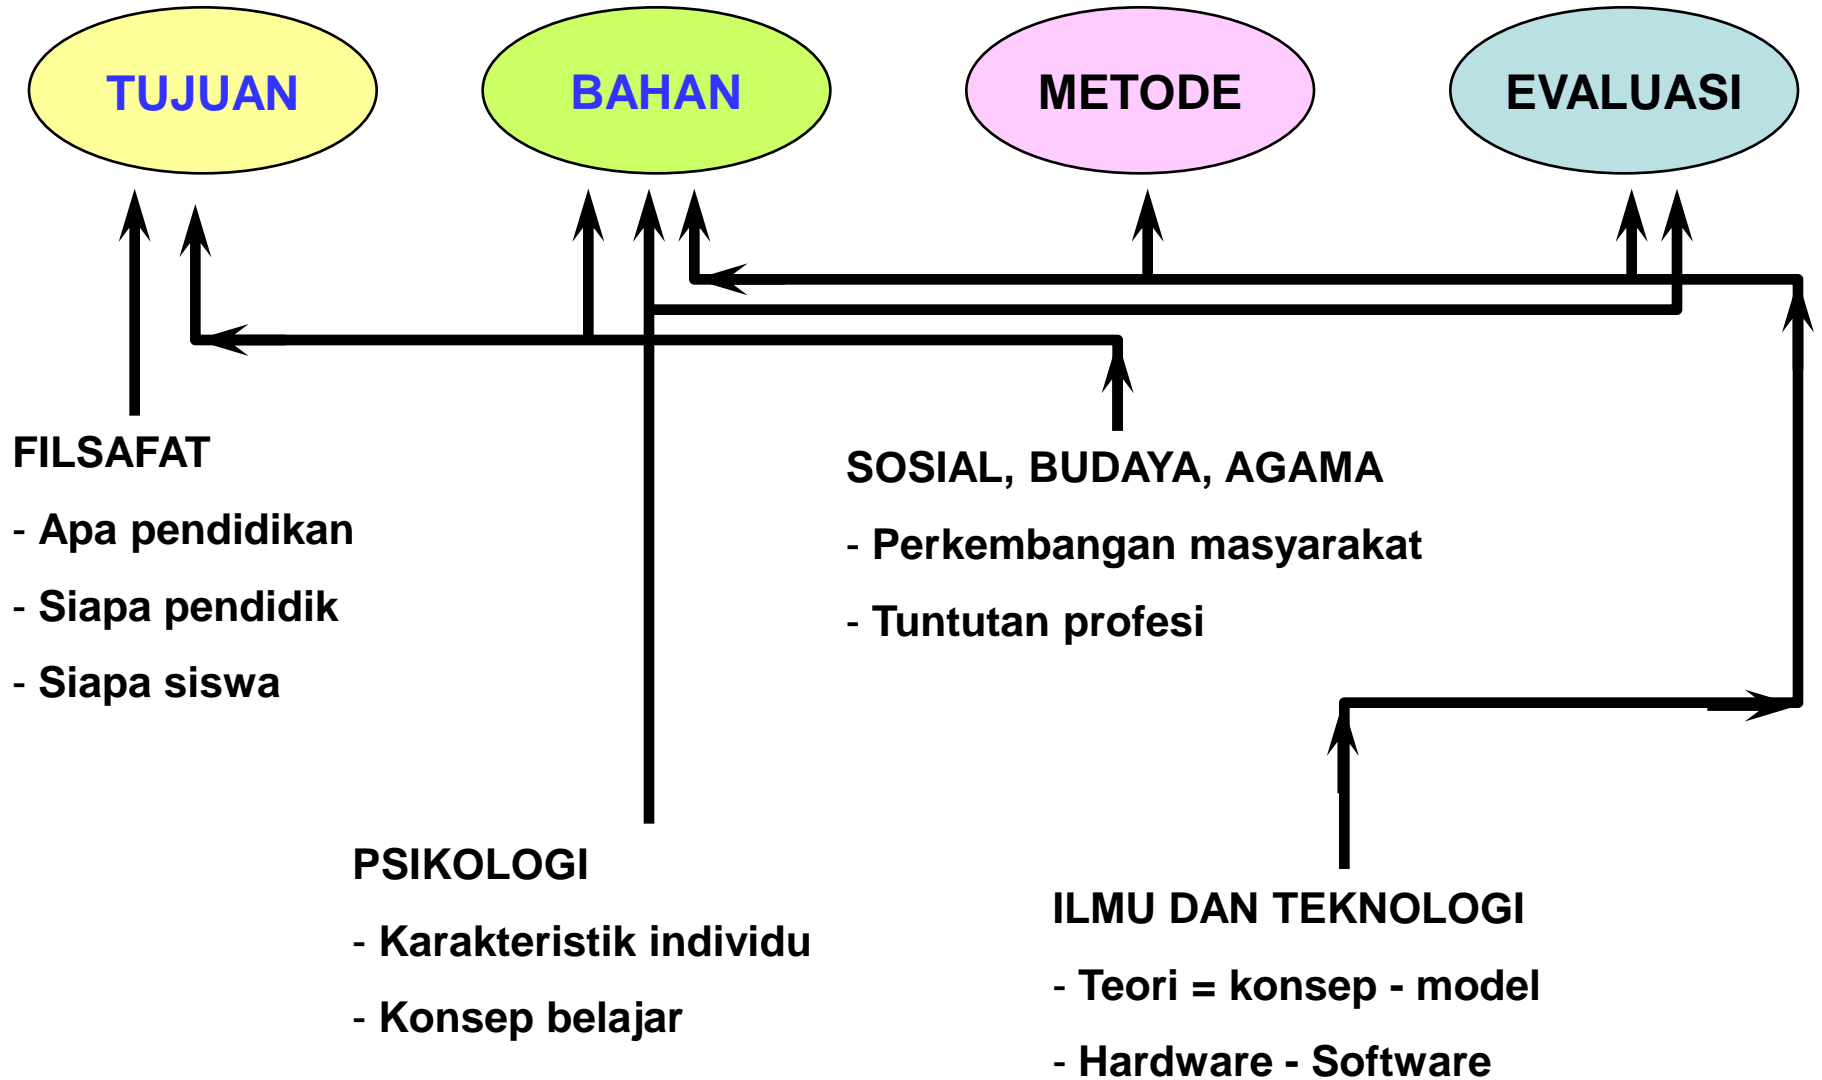 TUJUAN
BAHAN
METODE
EVALUASI
FILSAFAT
- Apa pendidikan
- Siapa pendidik
- Siapa siswa
SOSIAL, BUDAYA, AGAMA
- Perkembangan masyarakat
- Tuntutan profesi
PSIKOLOGI
- Karakteristik individu
- Konsep belajar
ILMU DAN TEKNOLOGI
- Teori = konsep - model
- Hardware - Software